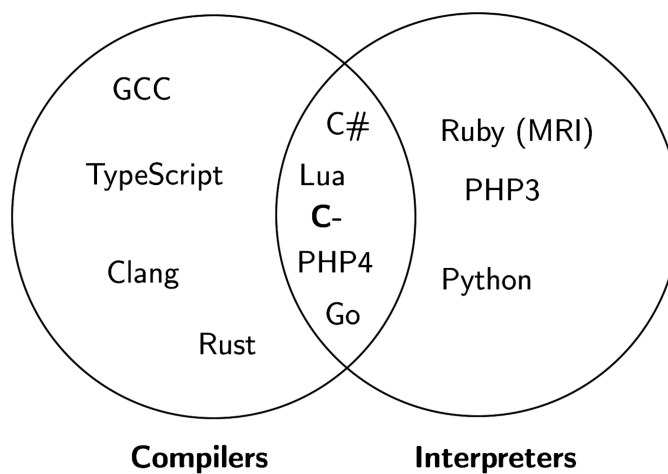 GCC
TypeScript
Clang
Rust
C#
Lua
C-
PHP4
Go
Ruby (MRI)
PHP3
Python
Compilers
Interpreters